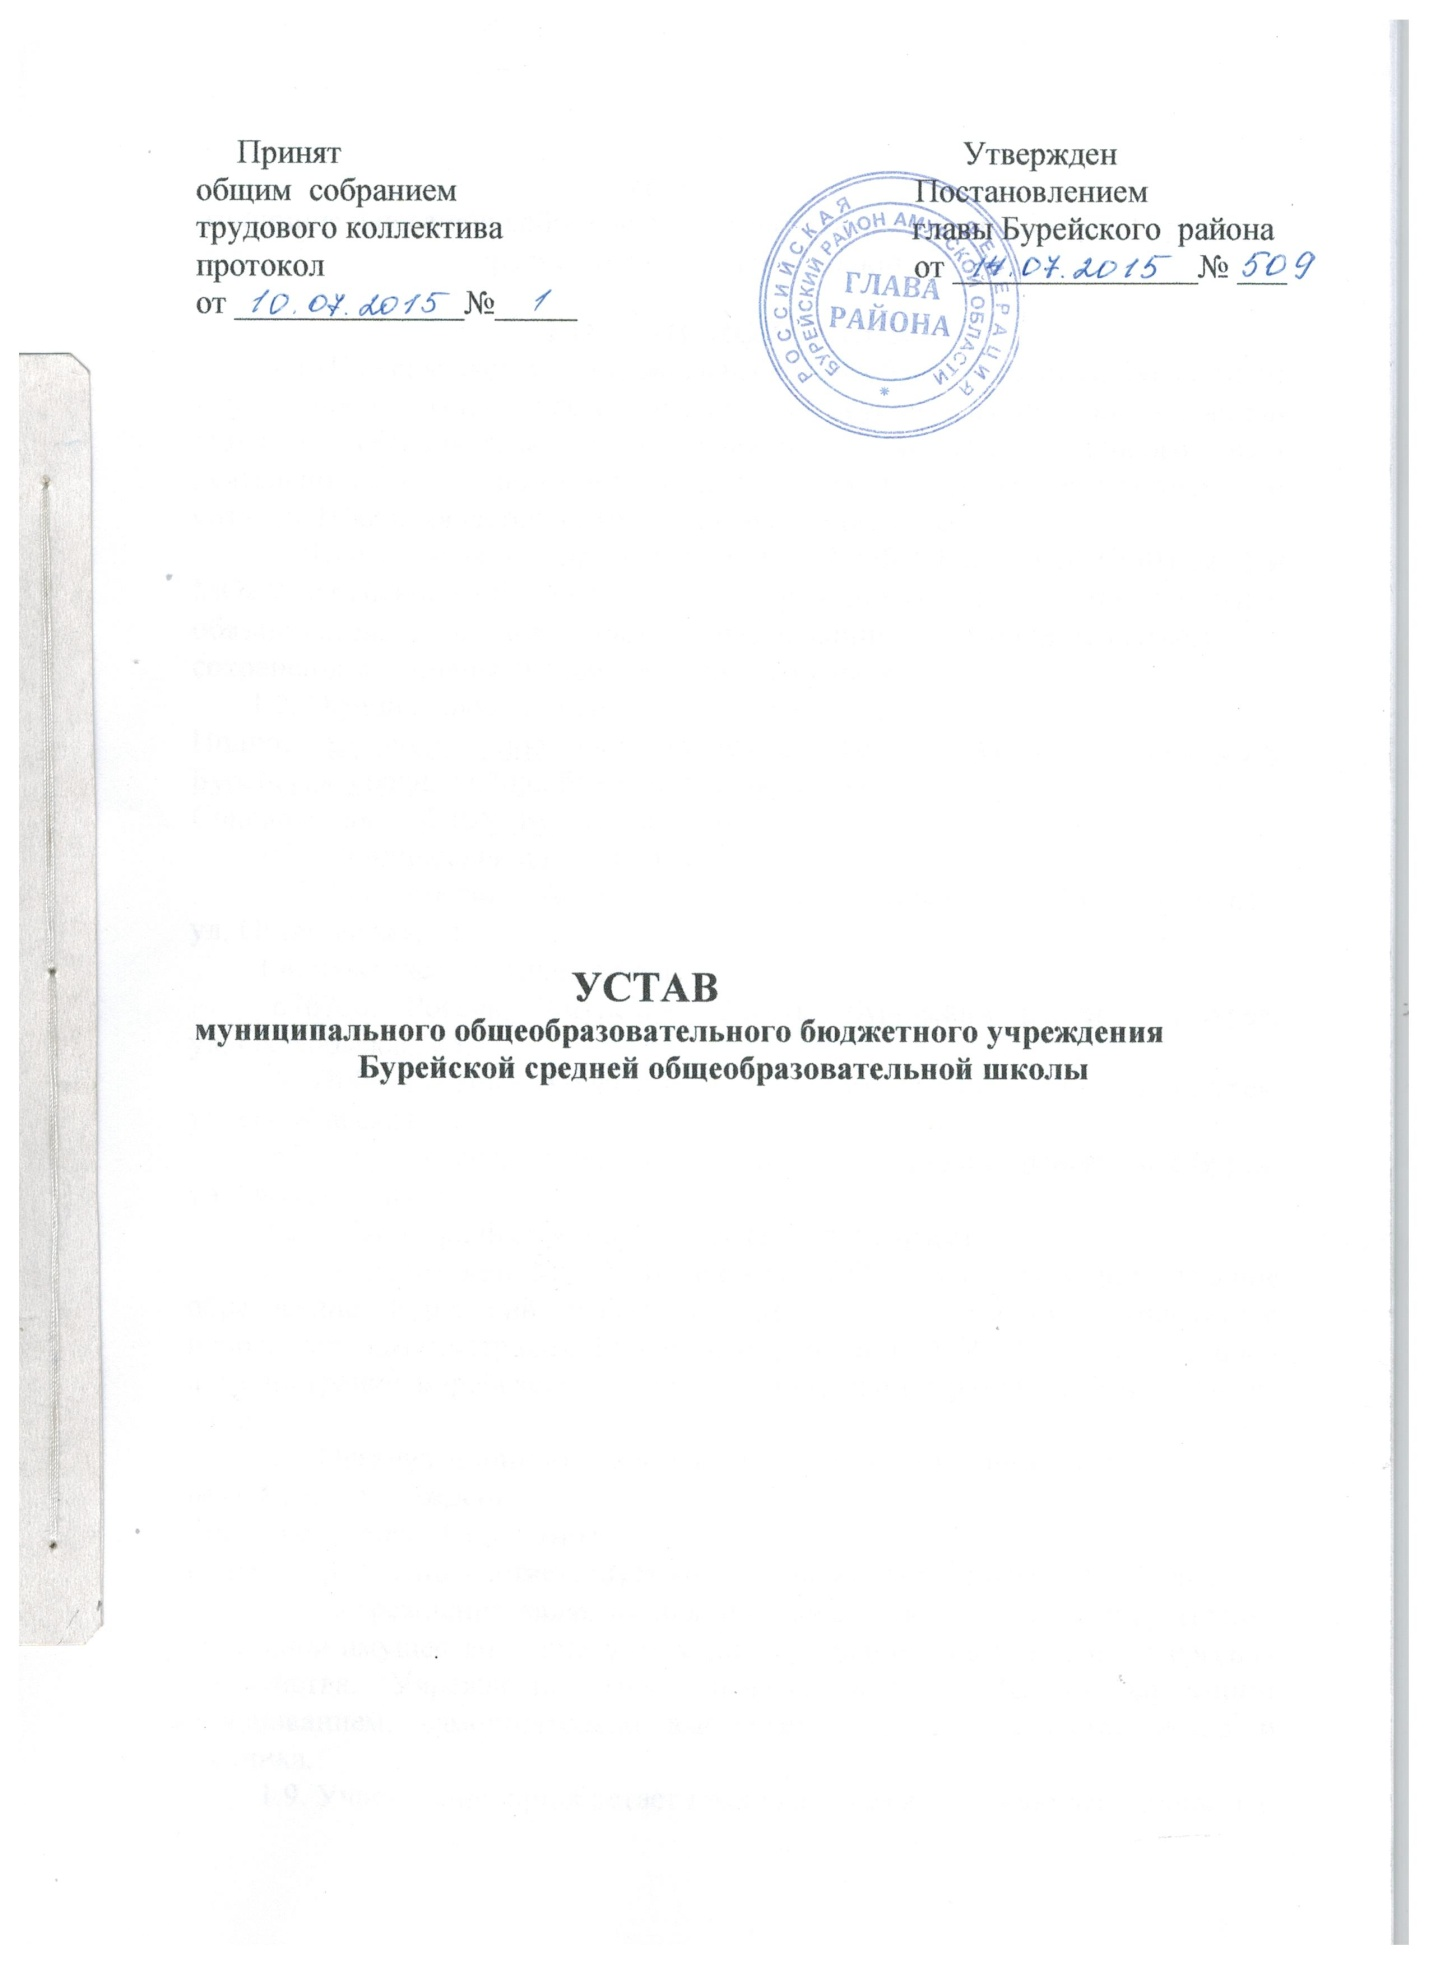 Принят
общим собранием
трудового коллектива
протокол
от 10.07.2015 № 1
Утвержден
Постановлением
главы Бурейского района
от 14.07.2015 № 509
РОССИЙСКАЯ ФЕДЕРАЦИЯ
БУРЕЙСКИЙ РАЙОН АМУРСКОЙ ОБЛАСТИ
ГЛАВА
РАЙОНА
УСТАВ
муниципального общеобразовательного бюджетного учреждения
Бурейской средней общеобразовательной школы